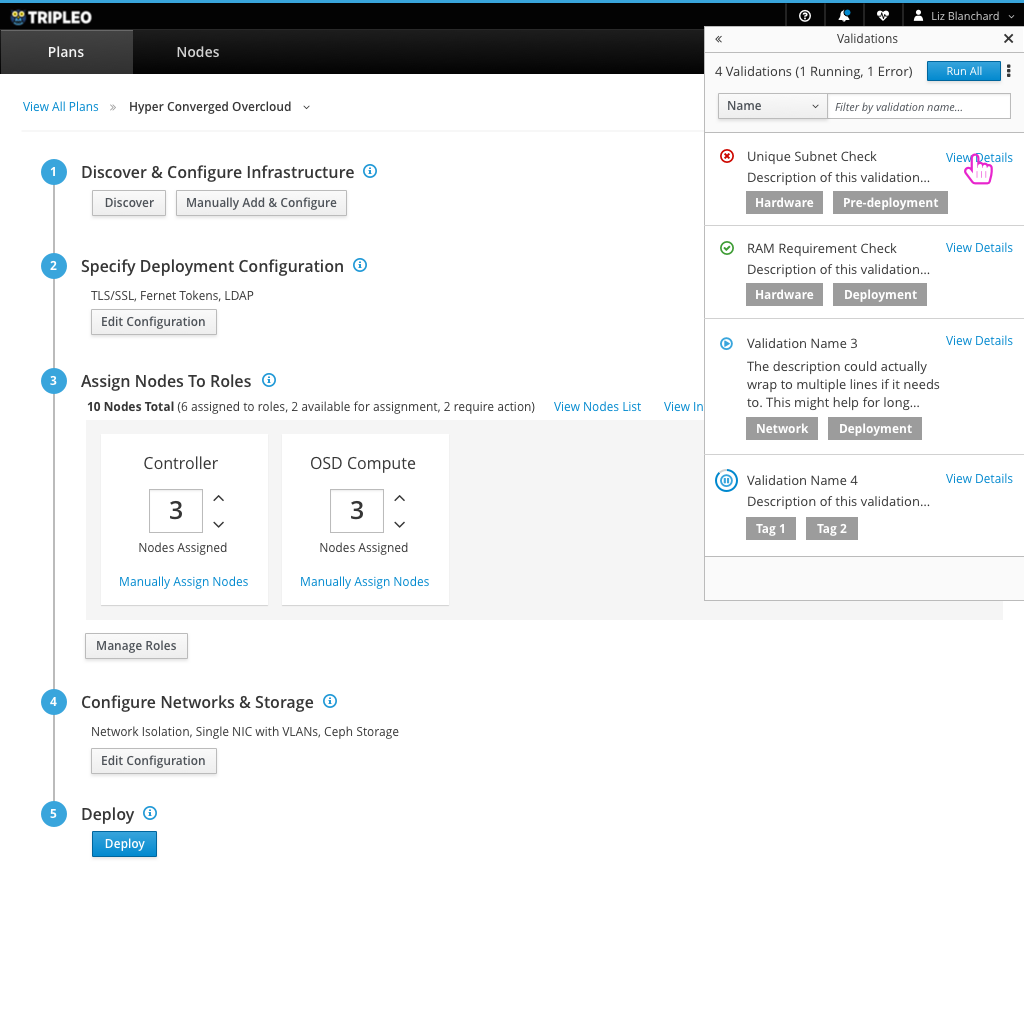 TRIPLEO
Liz Blanchard
Plans
Nodes
View All Plans » Hyper Converged Overcloud
1
Discover & Configure Infrastructure
Discover
Manually Add & Configure
2
Specify Deployment Configuration
TLS/SSL, Fernet Tokens, LDAP
Edit Configuration
3
Assign Nodes To Roles
10 Nodes Total (6 assigned to roles, 2 available for assignment, 2 require action)
View Nodes List
View In
Controller
3
Nodes Assigned
Manually Assign Nodes
OSD Compute
3
Nodes Assigned
Manually Assign Nodes
Manage Roles
4
Configure Networks & Storage
Network Isolation, Single NIC with VLANs, Ceph Storage
Edit Configuration
5
Deploy
Deploy
« Validations
4 Validations (1 Running, 1 Error)
Run All
Name
Filter by validation name...
Unique Subnet Check
View Details
Description of this validation...
Hardware
Pre-deployment
RAM Requirement Check
View Details
Description of this validation...
Hardware
Deployment
Validation Name 3
View Details
The description could actually
wrap to multiple lines if it needs
to. This might help for long...
Network
Deployment
Validation Name 4
View Details
Description of this validation...
Tag 1
Tag 2